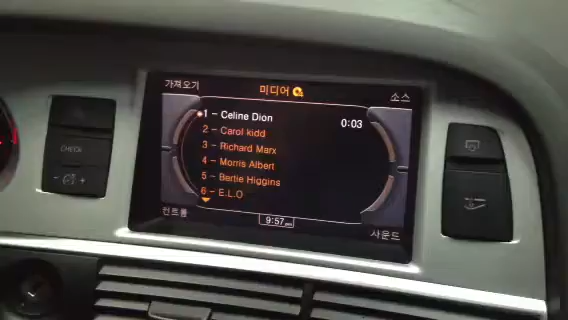 가져오기
미디어
소스
1 - Celine Dion
0:03
2 - Carol kidd
3 - Richard Marx
4 - Morris Albert
5 - Bertie Higgins
6 - E.L.O
컨트롤
9:57
사운드
CHECK